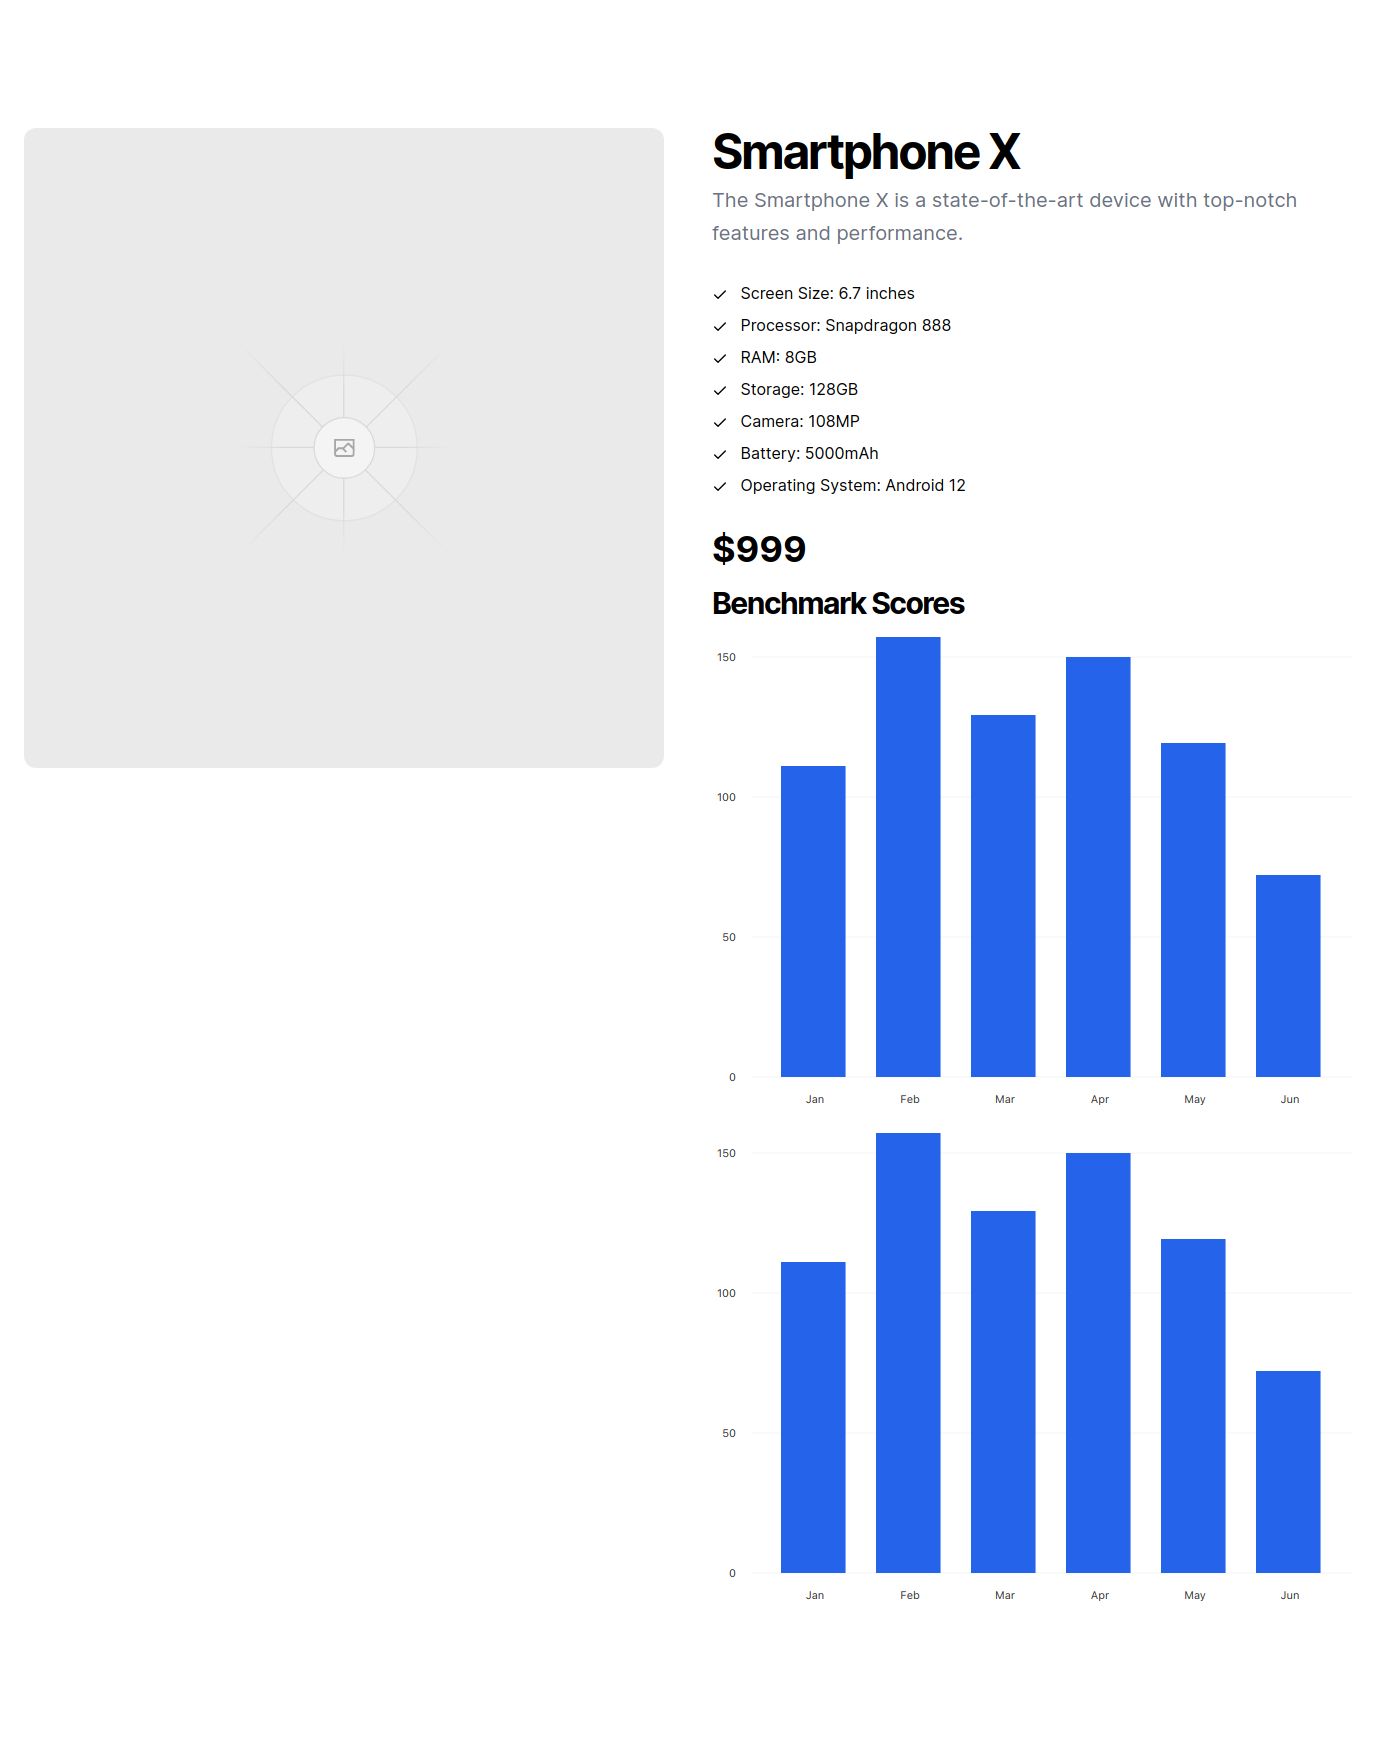 Smartphone X
The Smartphone X is a state-of-the-art device with top-notch
features and performance.
Screen Size: 6.7 inches
Processor: Snapdragon 888
RAM: 8GB
Storage: 128GB
Camera: 108MP
Battery: 5000mAh
Operating System: Android 12
$999
Benchmark Scores
150
100
50
0
Jan Feb Mar Apr May Jun
150
100
50
0
Jan Feb Mar Apr May Jun